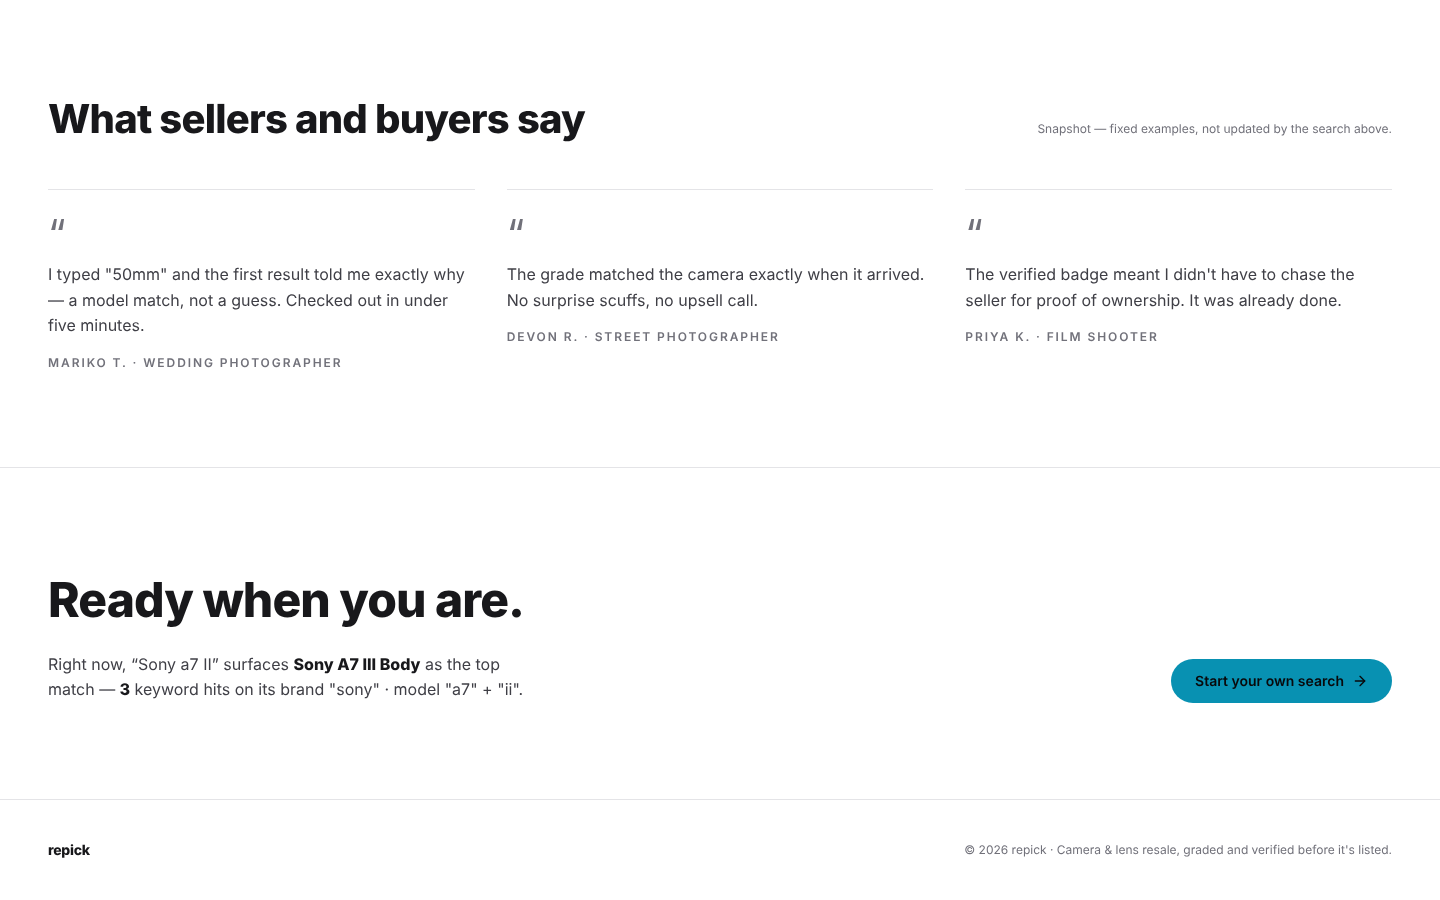 What sellers and buyers say
Snapshot — fixed examples, not updated by the search above.
“
I typed "50mm" and the first result told me exactly why
— a model match, not a guess. Checked out in under
five minutes.
MARIKO T. · WEDDING PHOTOGRAPHER
“
The grade matched the camera exactly when it arrived.
No surprise scuffs, no upsell call.
DEVON R. · STREET PHOTOGRAPHER
“
The verified badge meant I didn't have to chase the
seller for proof of ownership. It was already done.
PRIYA K. · FILM SHOOTER
Ready when you are.
Right now, “Sony a7 II” surfaces Sony A7 III Body as the top
match — 3 keyword hits on its brand "sony" · model "a7" + "ii".
Start your own search →
repick
© 2026 repick · Camera & lens resale, graded and verified before it's listed.